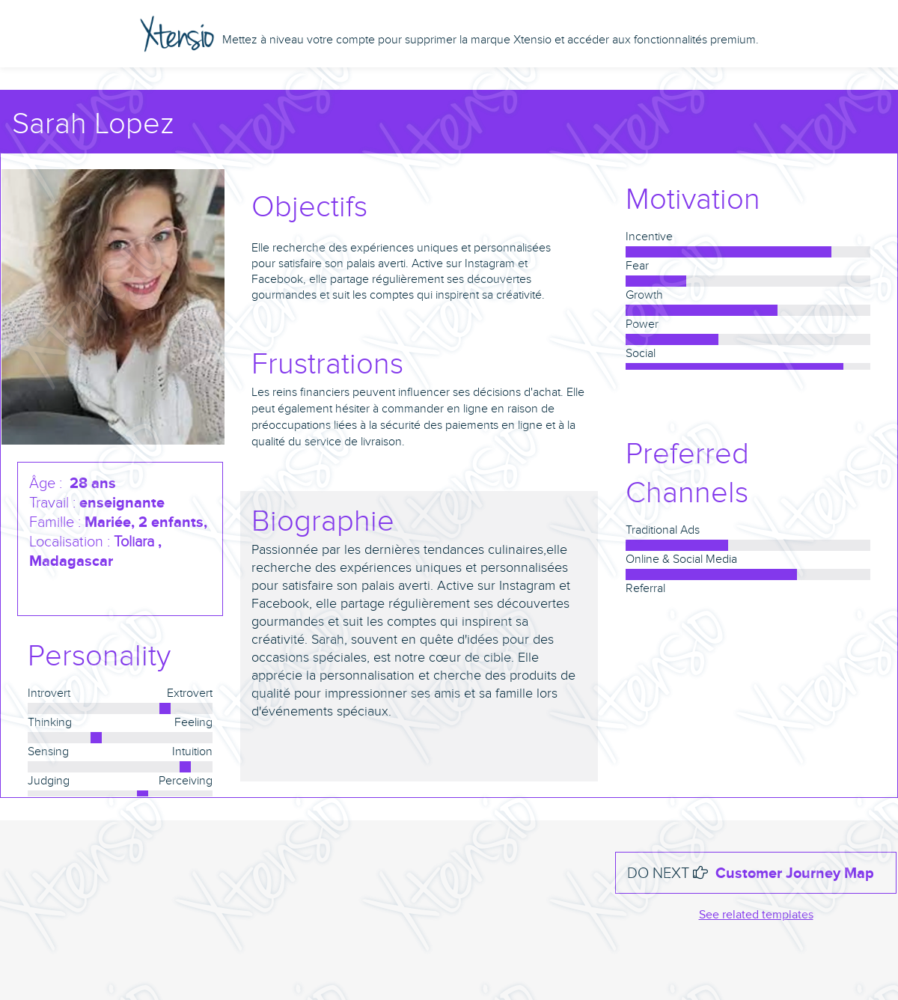 Xtensio Mettez à niveau votre compte pour supprimer la marque Xtensio et accéder aux fonctionnalités premium.
Sarah Lopez
Âge : 28 ans
Travail : enseignante
Famille : Mariée, 2 enfants,
Localisation : Toliara ,
Madagascar
Personality
Introvert Extrovert
Thinking Feeling
Sensing Intuition
Judging Perceiving
Objectifs
Elle recherche des expériences uniques et personnalisées
pour satisfaire son palais averti. Active sur Instagram et
Facebook, elle partage régulièrement ses découvertes
gourmandes et suit les comptes qui inspirent sa créativité.
Frustrations
Les reins financiers peuvent influencer ses décisions d'achat. Elle
peut également hésiter à commander en ligne en raison de
préoccupations liées à la sécurité des paiements en ligne et à la
qualité du service de livraison.
Biographie
Passionnée par les dernières tendances culinaires,elle
recherche des expériences uniques et personnalisées
pour satisfaire son palais averti. Active sur Instagram et
Facebook, elle partage régulièrement ses découvertes
gourmandes et suit les comptes qui inspirent sa
créativité. Sarah, souvent en quête d'idées pour des
occasions spéciales, est notre cœur de cible. Elle
apprécie la personnalisation et cherche des produits de
qualité pour impressionner ses amis et sa famille lors
d'événements spéciaux.
Motivation
Incentive
Fear
Growth
Power
Social
Preferred
Channels
Traditional Ads
Online & Social Media
Referral
DO NEXT Customer Journey Map
See related templates